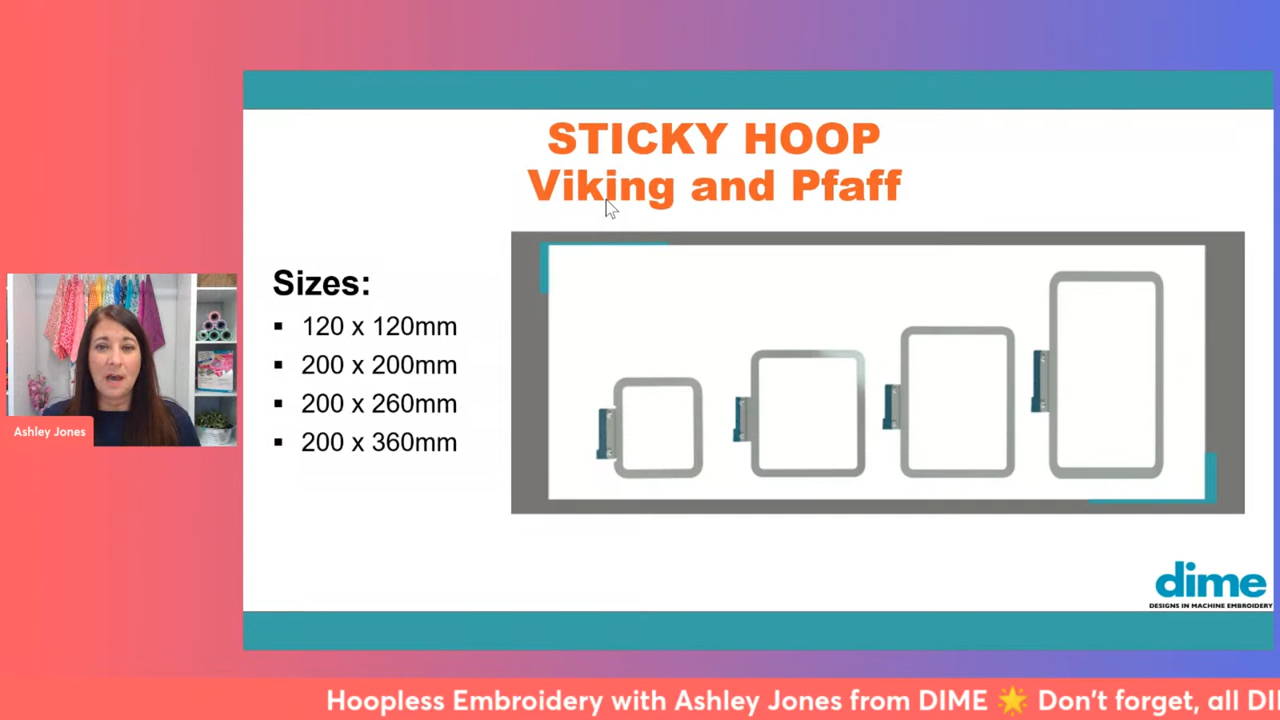 STICKY HOOP
Viking and Pfaff
Sizes:
▪ 120 x 120mm
▪ 200 x 200mm
▪ 200 x 260mm
▪ 200 x 360mm
Ashley Jones
dime
DESIGNS IN MACHINE EMBROIDERY
Hoopless Embroidery with Ashley Jones from DIME 🌟 Don't forget, all DI